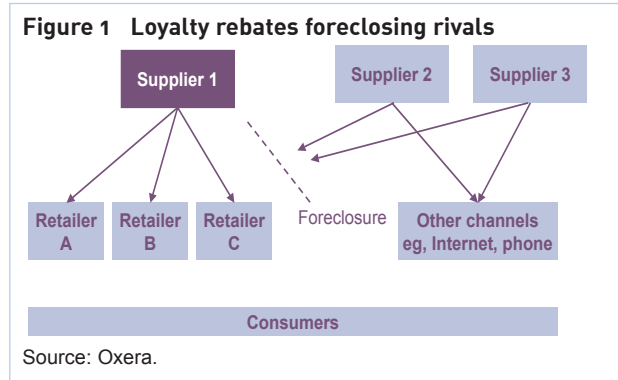 Figure 1 Loyalty rebates foreclosing rivals
Supplier 1
Supplier 2
Supplier 3
Retailer
A
Retailer
B
Retailer
C
Foreclosure
Other channels
eg, Internet, phone
Consumers
Source: Oxera.